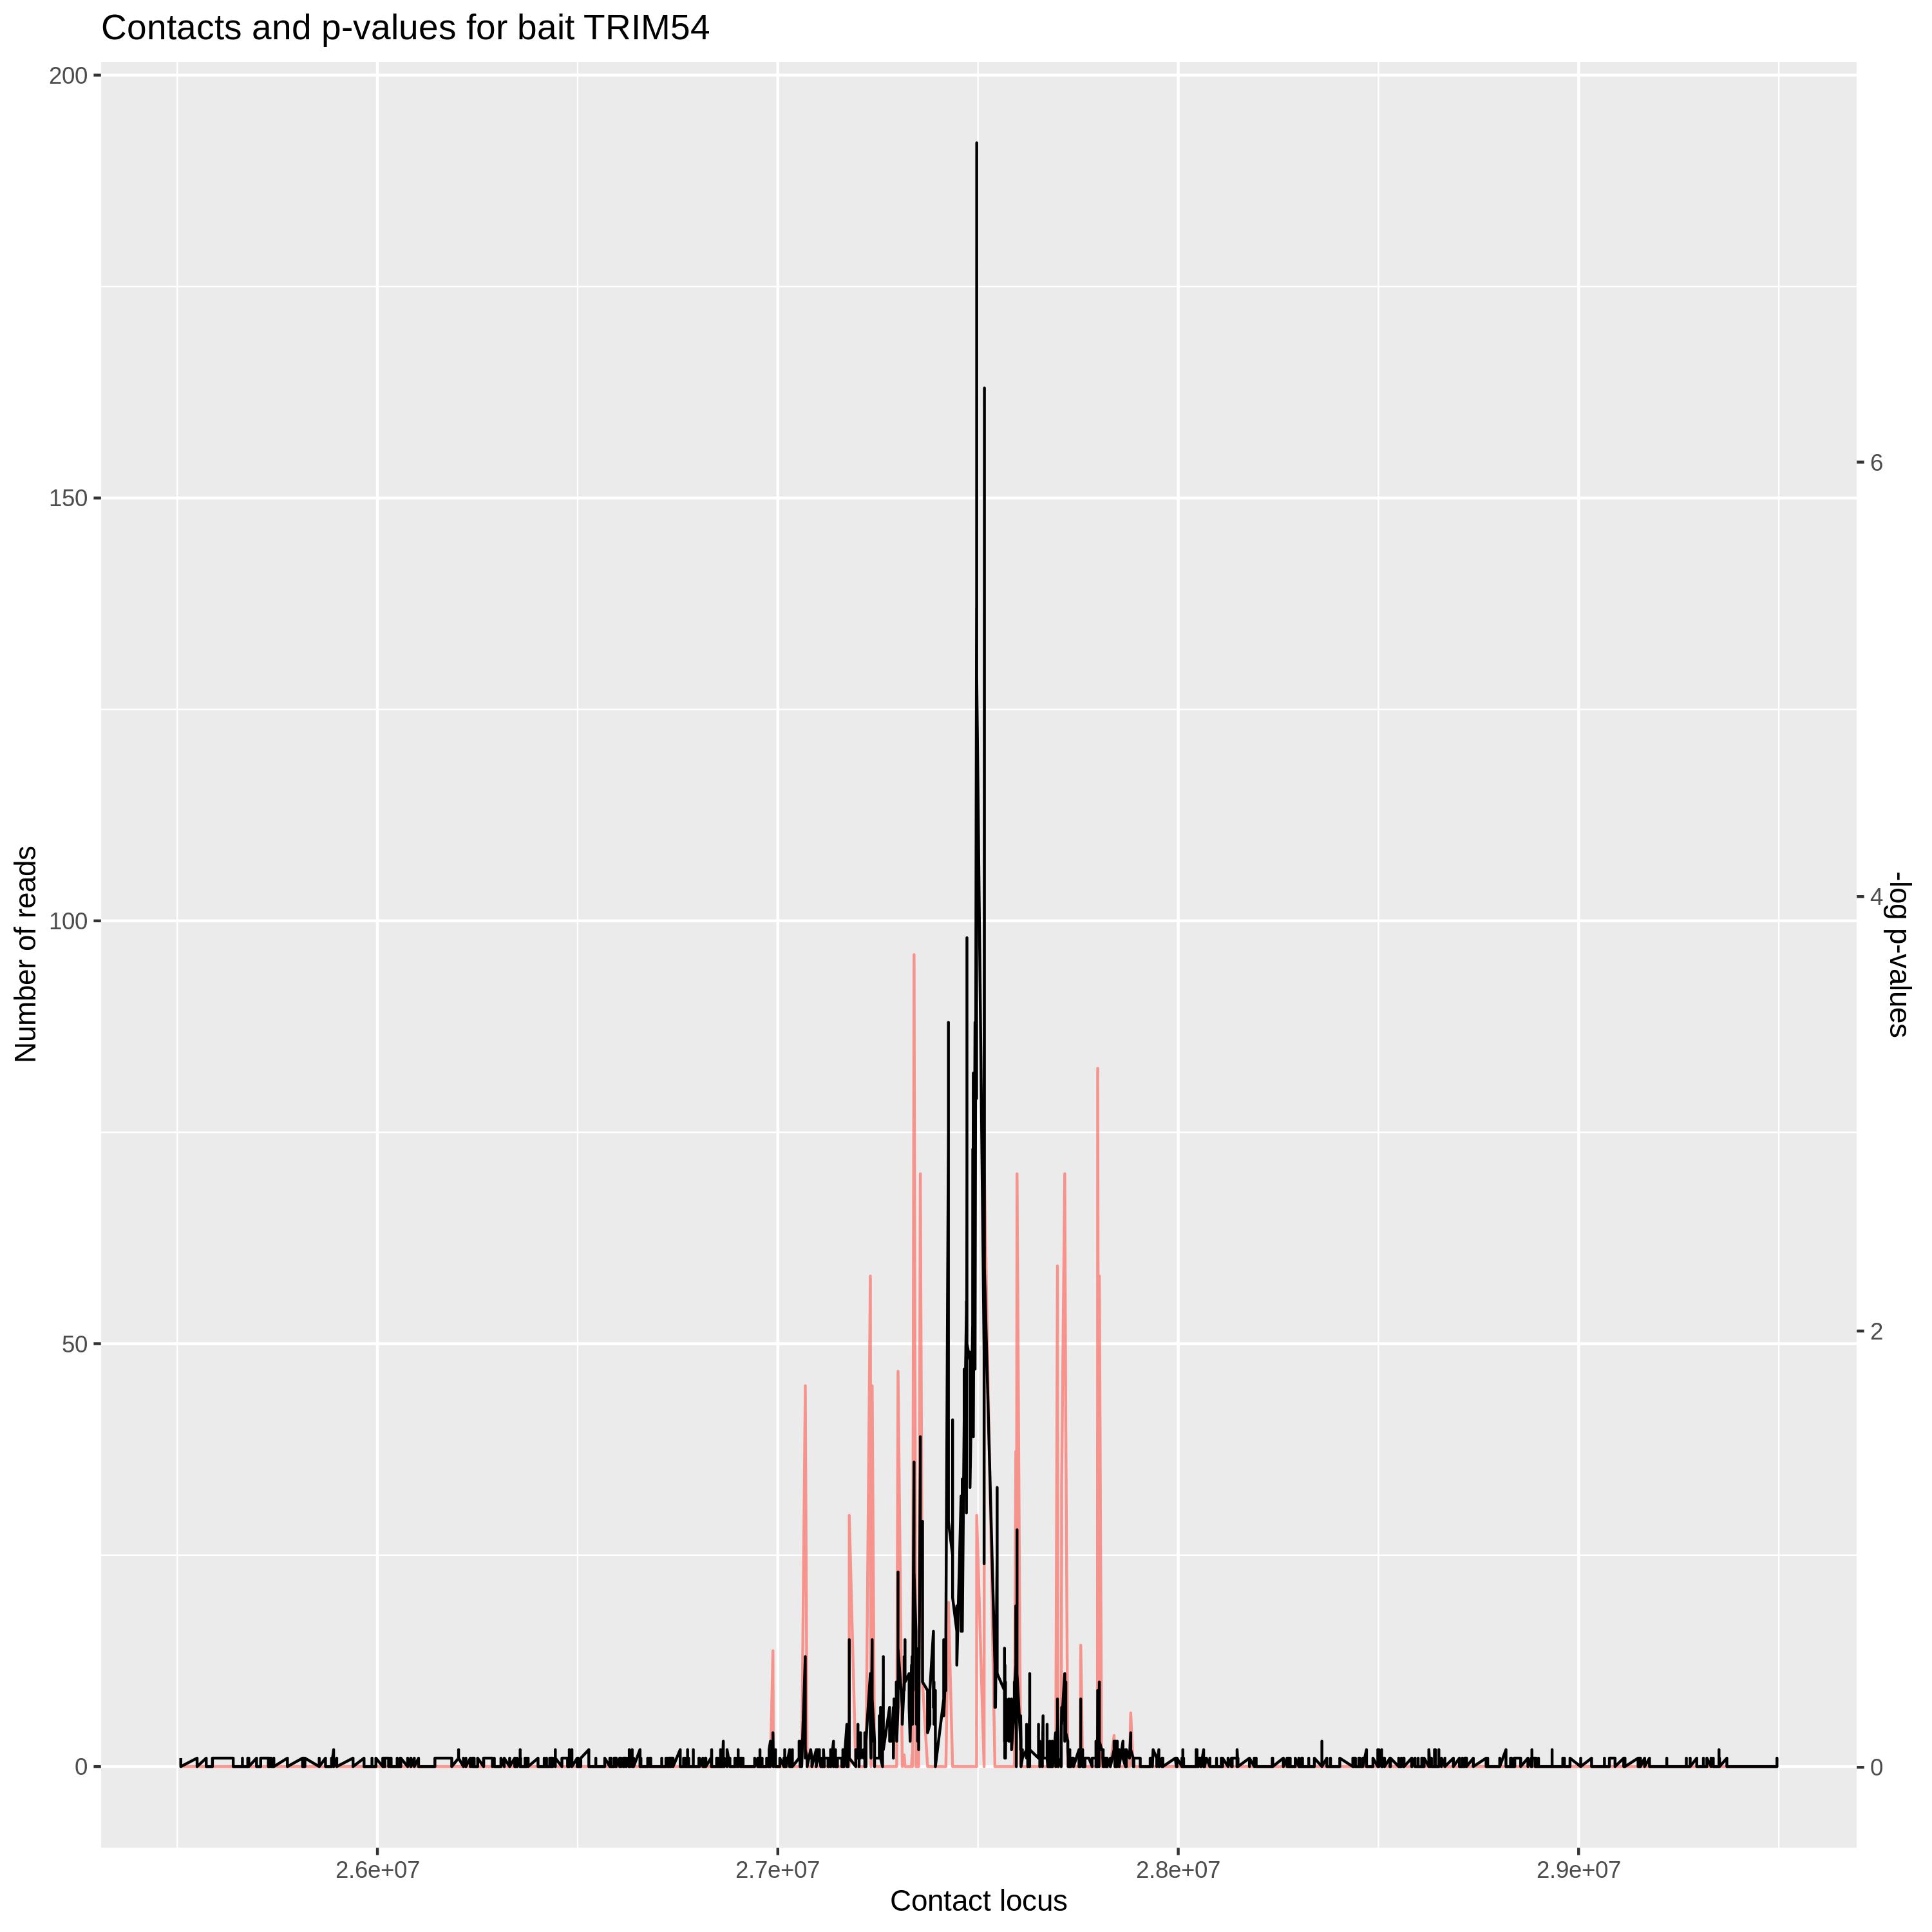 Contacts and p-values for bait TRIM54
200
150
100
50
0
6
4
2
0
Number of reads
-log p-values
2.6e+07 2.7e+07 2.8e+07 2.9e+07
Contact locus